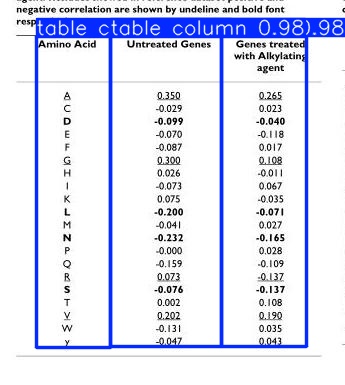 negative correlation are shown by undeline and bold font
resp
table ctable column 0.98).98
Amino Acid Untreated Genes Genes treated
with Alkylating
agent
A 0.350 0.265
C -0.029 0.023
D -0.099 -0.040
E -0.070 -0.118
F -0.087 0.017
G 0.300 0.108
H 0.026 -0.011
I -0.073 0.067
K 0.075 -0.035
L -0.200 -0.071
M -0.041 0.027
N -0.232 -0.165
P -0.000 0.028
Q -0.159 -0.109
R 0.073 -0.137
S -0.076 -0.137
T 0.002 0.108
V 0.202 0.190
W -0.131 0.035
y -0.047 0.043